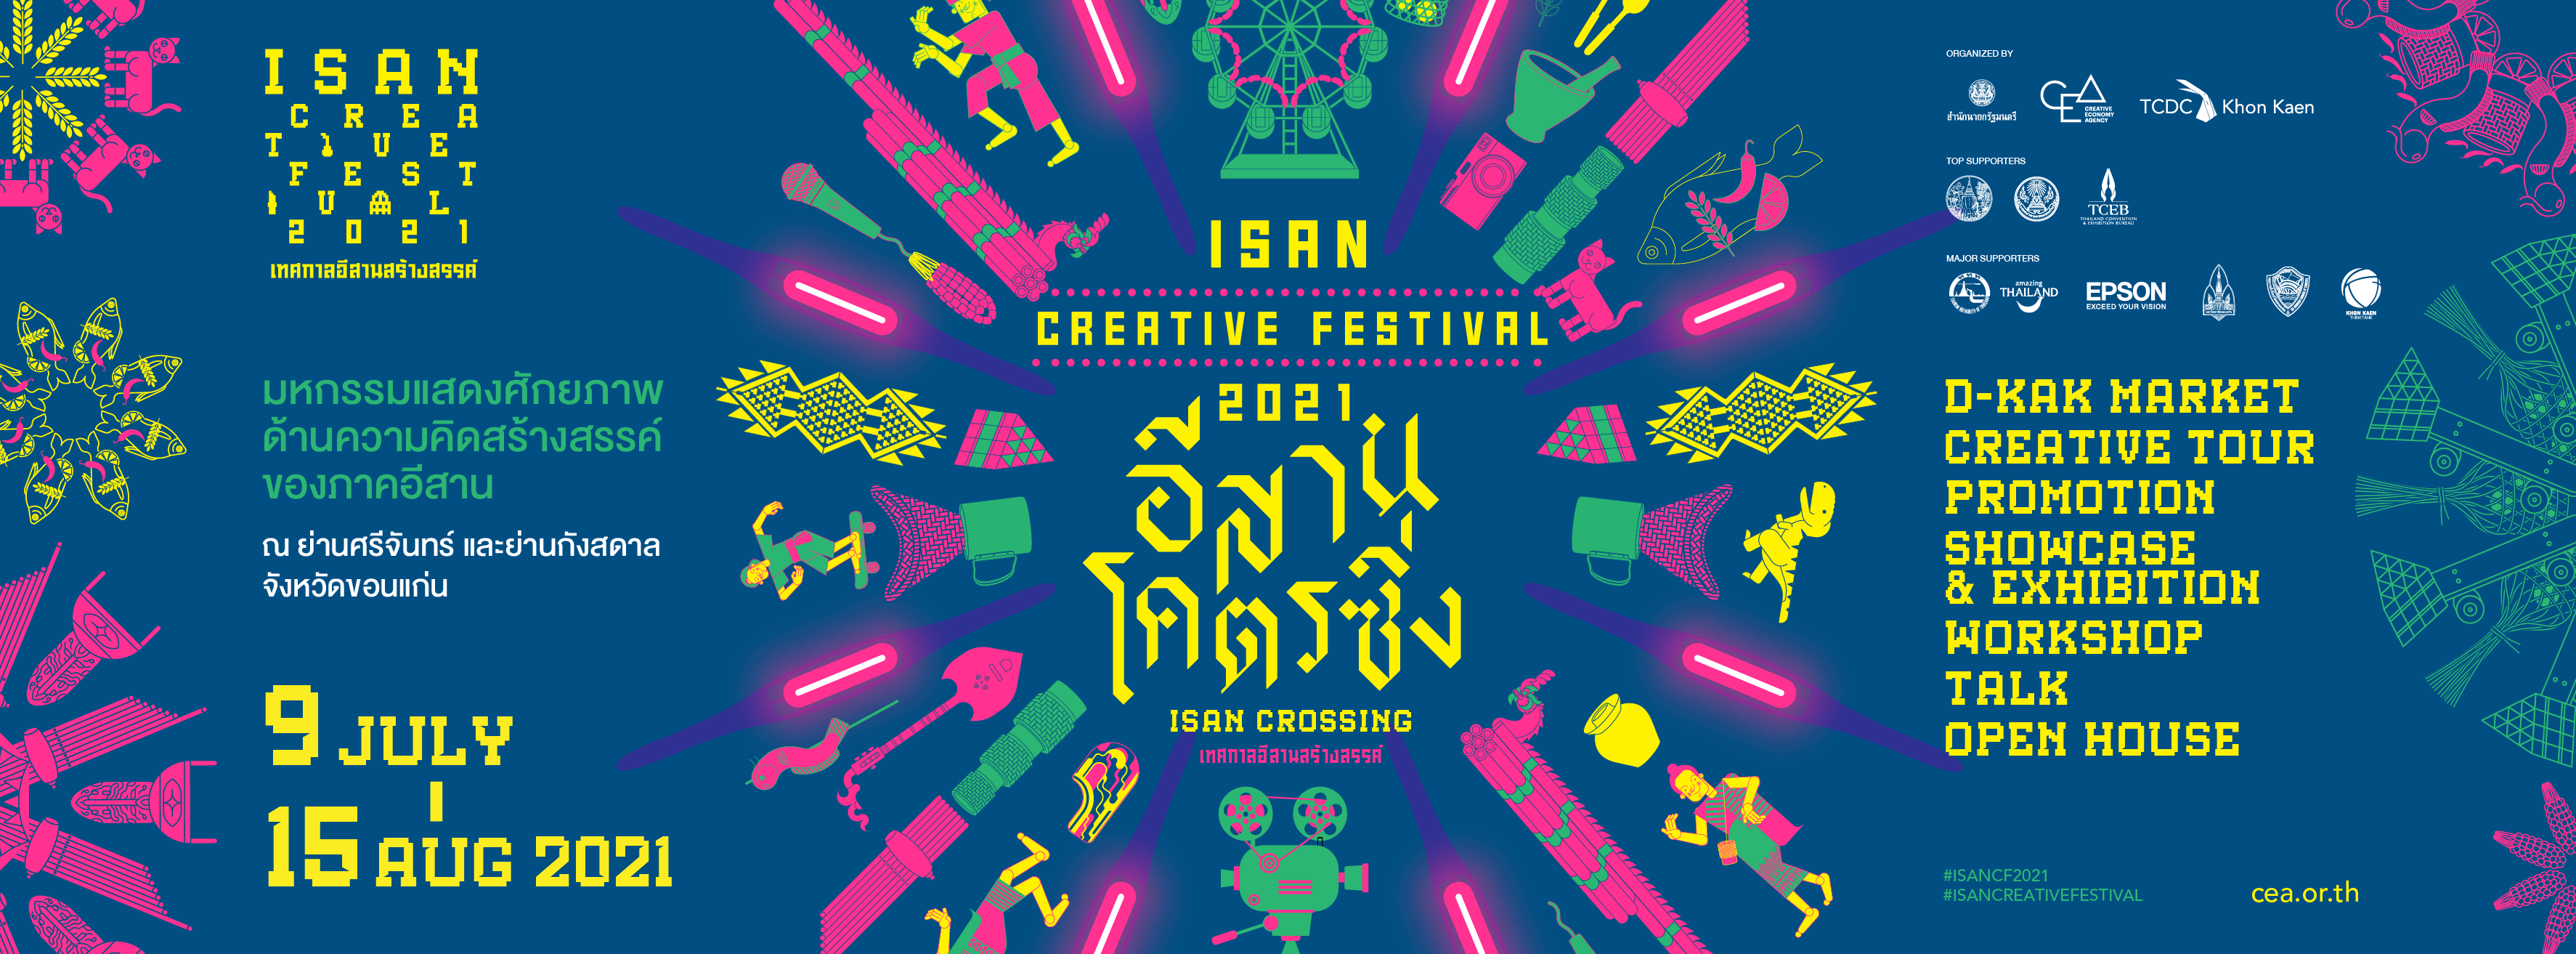 ISAN
CREA
TIVE
FEST
IVAL
2021
เทศกาลอีสานสร้างสรรค์
มหกรรมแสดงศักยภาพ
ด้านความคิดสร้างสรรค์
ของภาคอีสาน
ณ ย่านศรีจันทร์ และย่านกังสดาล
จังหวัดขอนแก่น
9 JULY
-
15 AUG 2021
ISAN
CREATIVE FESTIVAL
2021
อีสาน
โคตรซิ่ง
ISAN CROSSING
เทศกาลอีสานสร้างสรรค์
ORGANIZED BY
สำนักนายกรัฐมนตรี
CEA CREATIVE ECONOMY AGENCY
TCDC Khon Kaen
TOP SUPPORTERS
TCEB
THAILAND CONVENTION
& EXHIBITION BUREAU
MAJOR SUPPORTERS
amazing
THAILAND
EPSON
EXCEED YOUR VISION
KHON KAEN
THINKTANK
D-KAK MARKET
CREATIVE TOUR
PROMOTION
SHOWCASE
& EXHIBITION
WORKSHOP
TALK
OPEN HOUSE
#ISANCF2021
#ISANCREATIVEFESTIVAL
cea.or.th